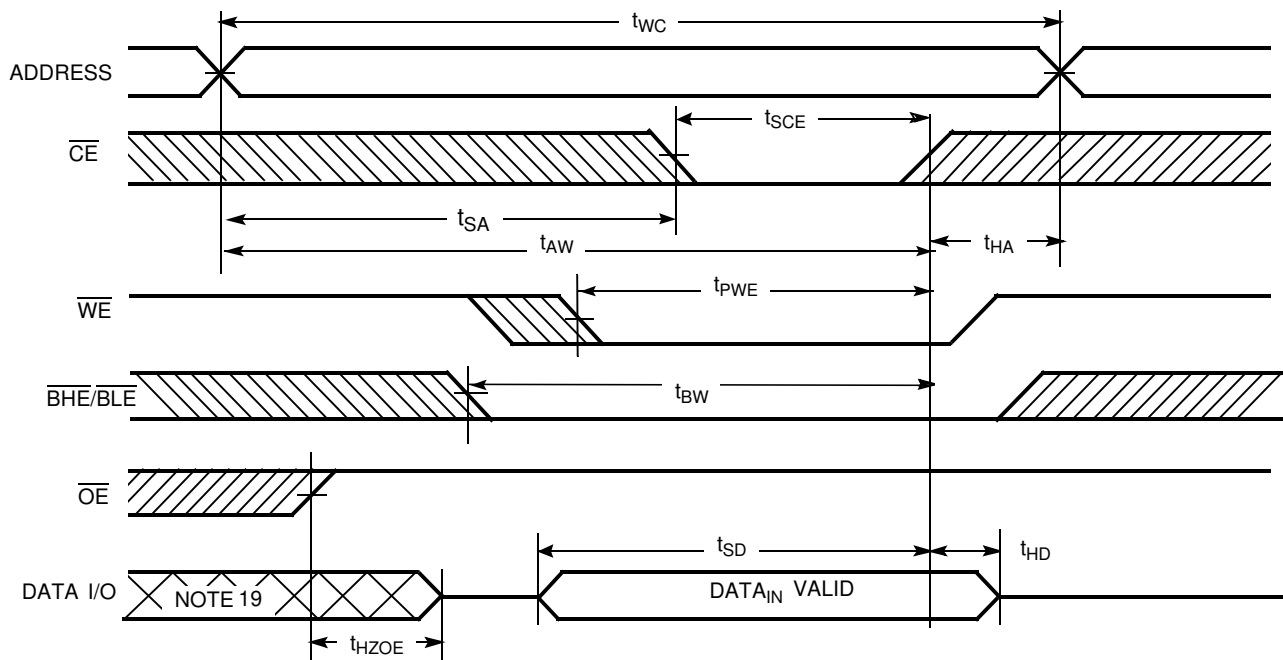 tWC
ADDRESS
tSCE
CE
tSA
tAW
tHA
tPWE
WE
tBW
BHE/BLE
OE
tSD
tHD
DATA I/O
NOTE 19
DATAIN VALID
tHZOE